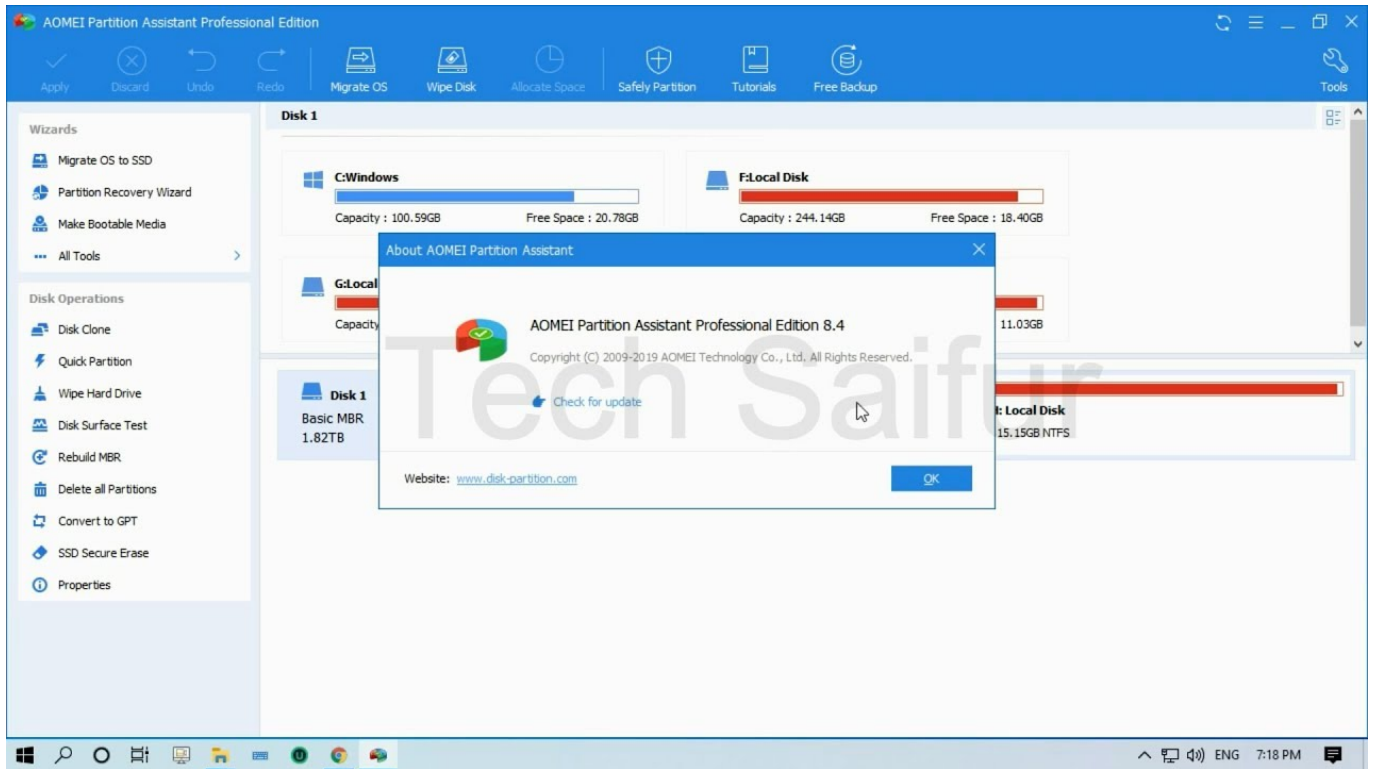 AOMEI Partition Assistant Professional Edition
Apply Discard Undo Redo Migrate OS Wipe Disk Allocate Space Safely Partition Tutorials Free Backup Tools
Wizards
Migrate OS to SSD
Partition Recovery Wizard
Make Bootable Media
All Tools
Disk Operations
Disk Clone
Quick Partition
Wipe Hard Drive
Disk Surface Test
Rebuild MBR
Delete all Partitions
Convert to GPT
SSD Secure Erase
Properties
Disk 1
C:Windows
Capacity : 100.59GB Free Space : 20.78GB
F:Local Disk
Capacity : 244.14GB Free Space : 18.40GB
G:Local
Capacity
11.03GB
About AOMEI Partition Assistant
AOMEI Partition Assistant Professional Edition 8.4
Copyright (C) 2009-2019 AOMEI Technology Co., Ltd. All Rights Reserved.
Check for update
Website: www.disk-partition.com
OK
Tech Saifur
Disk 1
Basic MBR
1.82TB
Local Disk
15.15GB NTFS
ENG 7:18 PM